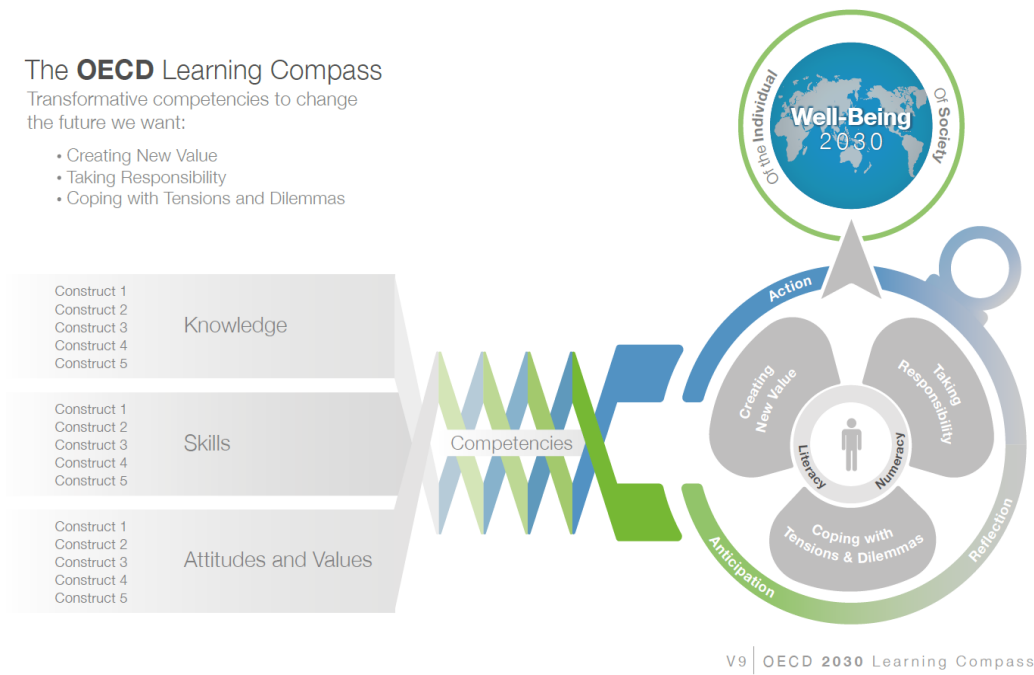 The OECD Learning Compass
Transformative competencies to change
the future we want:
• Creating New Value
• Taking Responsibility
• Coping with Tensions and Dilemmas
Construct 1
Construct 2
Construct 3
Construct 4
Construct 5
Knowledge
Construct 1
Construct 2
Construct 3
Construct 4
Construct 5
Skills
Construct 1
Construct 2
Construct 3
Construct 4
Construct 5
Attitudes and Values
Competencies
Of the Individual
Of Society
Well-Being
2030
Action
Creating
New Value
Taking
Responsibility
Literacy
Numeracy
Coping with
Tensions & Dilemmas
Anticipation
Reflection
V9 | OECD 2030 Learning Compass